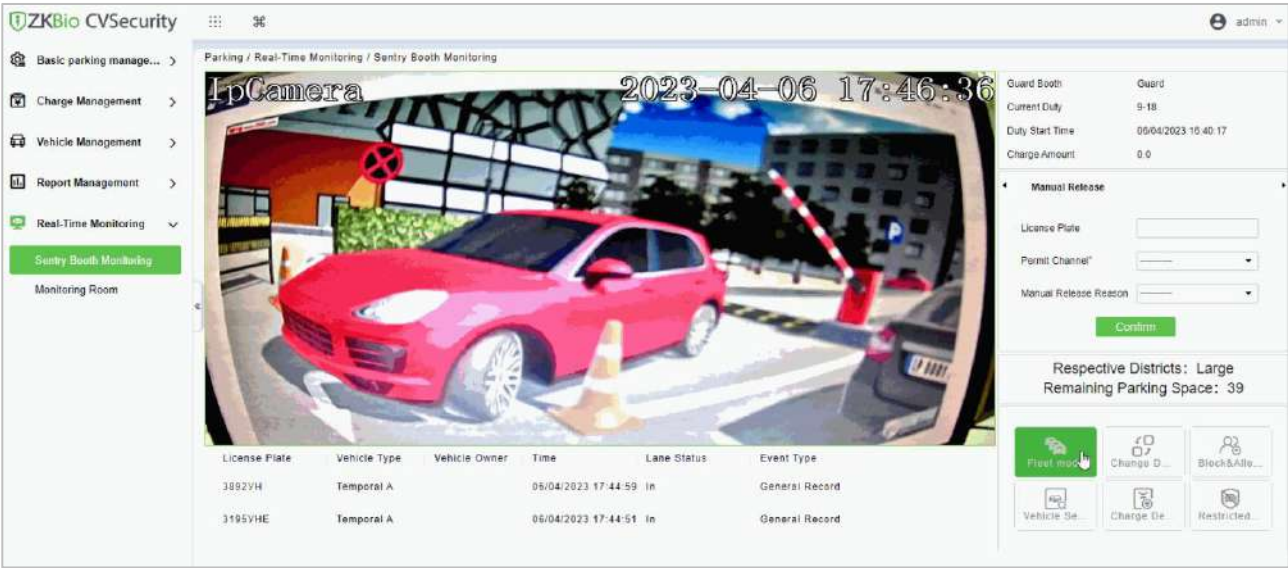 ZKBio CVSecurity
admin
Basic parking manage...
Charge Management
Vehicle Management
Report Management
Real-Time Monitoring
Sentry Booth Monitoring
Monitoring Room
Parking / Real-Time Monitoring / Sentry Booth Monitoring
IpCamera 2023-04-06 17:46:36
P
Guard Booth Guard
Current Duty 9-18
Duty Start Time 06/04/2023 16:40:17
Charge Amount 0.0
Manual Release
License Plate
Permit Channel*
Manual Release Reason
Confirm
Respective Districts: Large
Remaining Parking Space: 39
Fleet mod
Change D...
Block&Allo...
Vehicle Se...
Charge De...
Restricted...
License Plate Vehicle Type Vehicle Owner Time Lane Status Event Type
3892VH Temporal A 06/04/2023 17:44:59 In General Record
3195VHE Temporal A 06/04/2023 17:44:51 In General Record